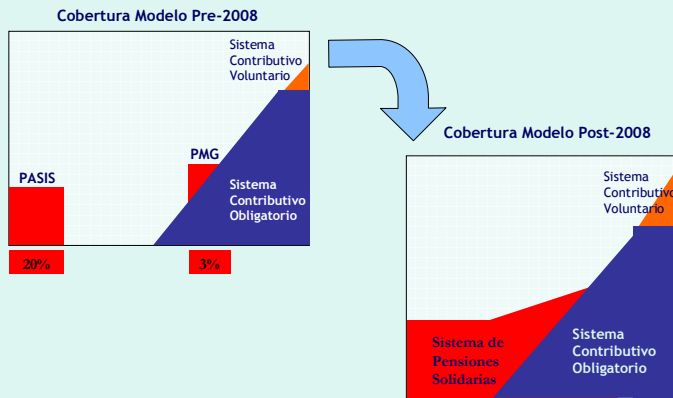 Cobertura Modelo Pre-2008
Sistema
Contributivo
Voluntario
PMG
PASIS
Sistema
Contributivo
Obligatorio
20%
3%
Cobertura Modelo Post-2008
Sistema
Contributivo
Voluntario
Sistema de
Pensiones
Solidarias
Sistema
Contributivo
Obligatorio